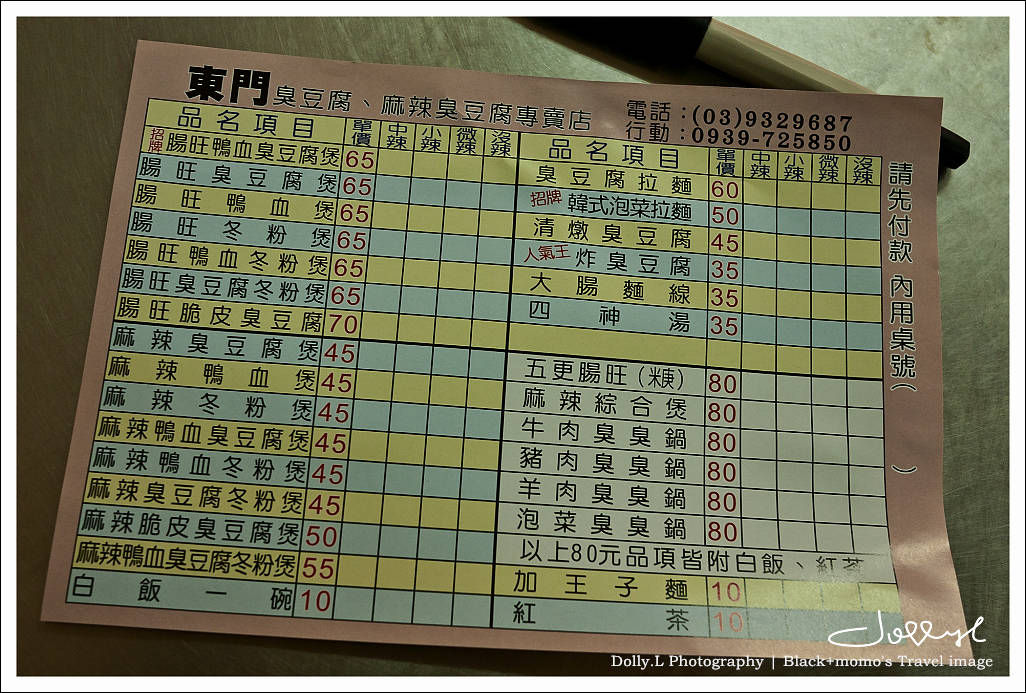 東門臭豆腐、麻辣臭豆腐專賣店
電話：(03)9329687
行動：0939-725850
品名項目 單價 中辣 小辣 微辣 沒辣
招牌 腸旺鴨血臭豆腐煲 65
腸旺臭豆腐煲 65
腸旺鴨血煲 65
腸旺冬粉煲 65
腸旺鴨血冬粉煲 65
腸旺臭豆腐冬粉煲 65
腸旺脆皮臭豆腐 70
麻辣臭豆腐煲 45
麻辣鴨血煲 45
麻辣冬粉煲 45
麻辣鴨血臭豆腐煲 45
麻辣鴨血冬粉煲 45
麻辣臭豆腐冬粉煲 45
麻辣脆皮臭豆腐煲 50
麻辣鴨血臭豆腐冬粉煲 55
白飯一碗 10
品名項目 單價 中辣 小辣 微辣 沒辣
臭豆腐拉麵 60
招牌 韓式泡菜拉麵 50
清燉臭豆腐 45
人氣王 炸臭豆腐 35
大腸麵線 35
四神湯 35
五更腸旺( ) 80
麻辣綜合煲 80
牛肉臭臭鍋 80
豬肉臭臭鍋 80
羊肉臭臭鍋 80
泡菜臭臭鍋 80
以上80元品項皆附白飯、紅茶
加王子麵 10
紅茶 10
請先付款 內用桌號( )
Dollyl
Dolly.L Photography | Black+momo's Travel image